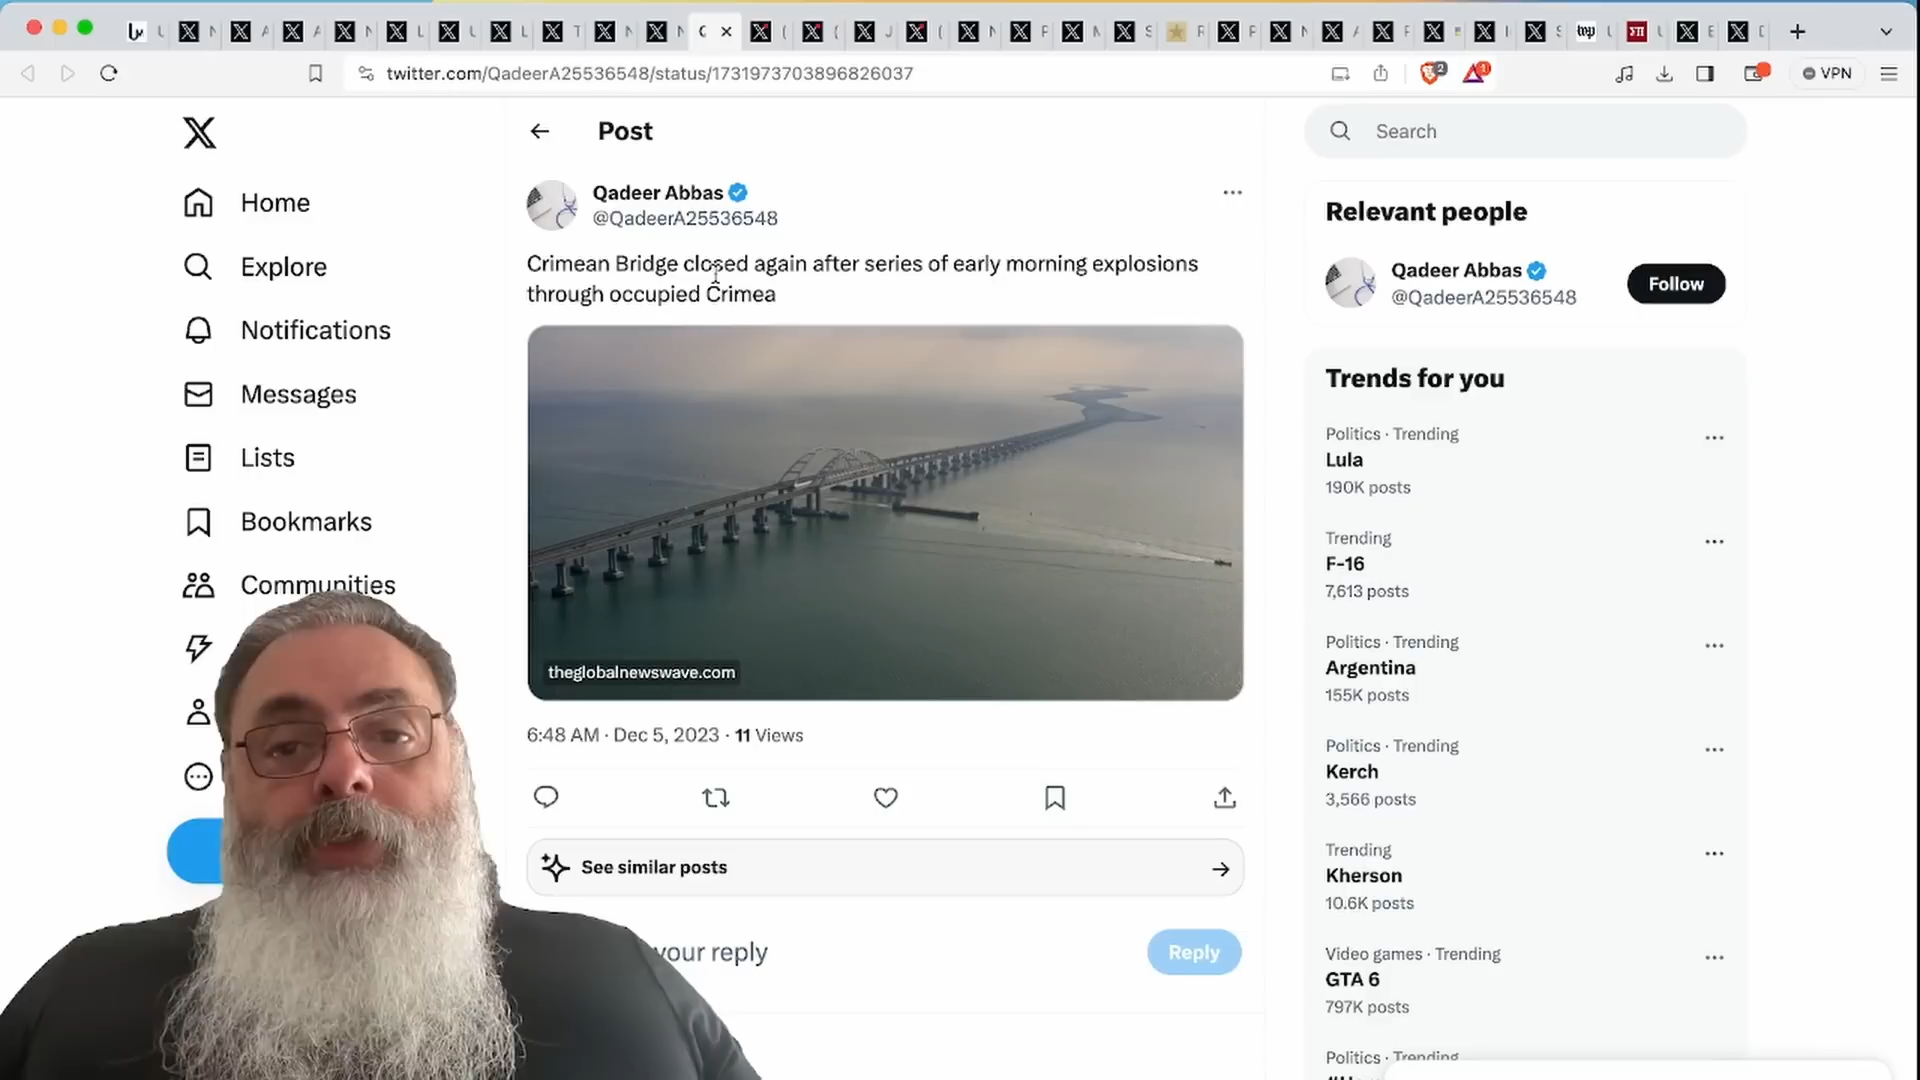 twitter.com/QadeerA25536548/status/1731973703896826037
2
1
VPN
Post
Search
Home
Explore
Notifications
Messages
Lists
Bookmarks
Communities
Qadeer Abbas
@QadeerA25536548
Crimean Bridge closed again after series of early morning explosions
through occupied Crimea
theglobalnewswave.com
6:48 AM · Dec 5, 2023 · 11 Views
See similar posts
your reply
Reply
Relevant people
Qadeer Abbas
@QadeerA25536548
Follow
Trends for you
Politics · Trending
Lula
190K posts
Trending
F-16
7,613 posts
Politics · Trending
Argentina
155K posts
Politics · Trending
Kerch
3,566 posts
Trending
Kherson
10.6K posts
Video games · Trending
GTA 6
797K posts
Politics · Trending